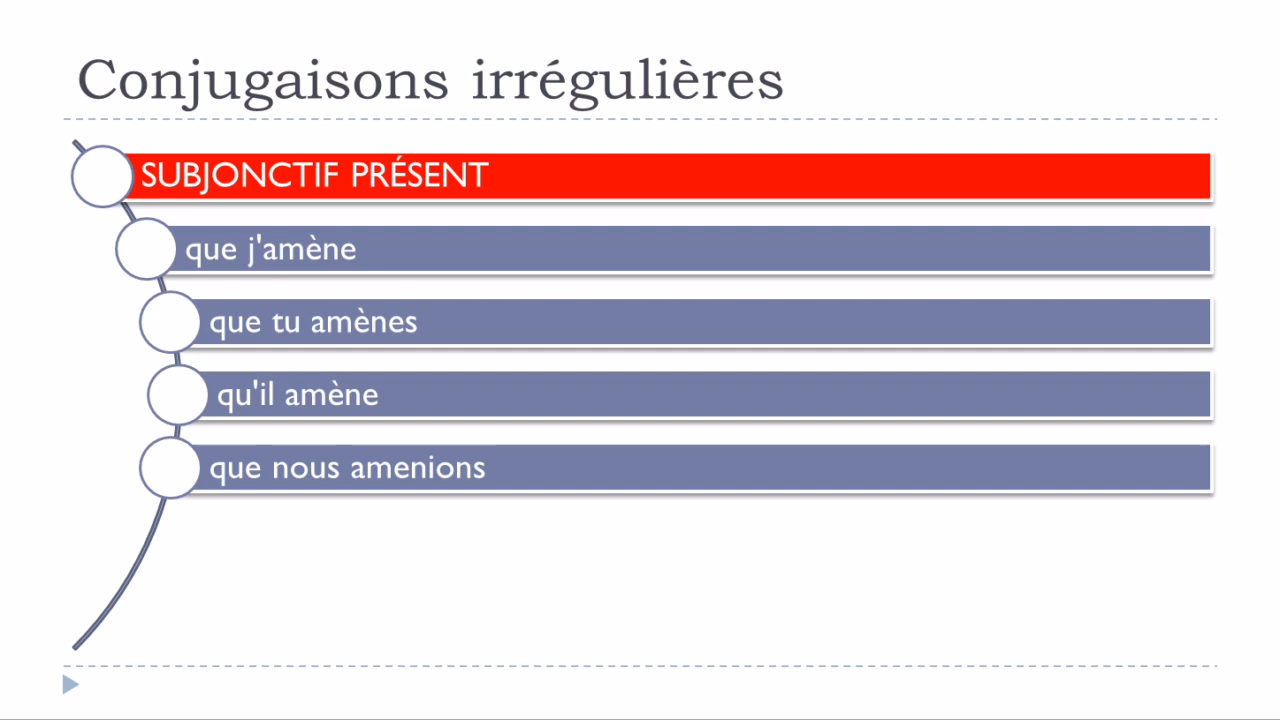 Conjugaisons irrégulières
SUBJONCTIF PRÉSENT
que j'amène
que tu amènes
qu'il amène
que nous amenions